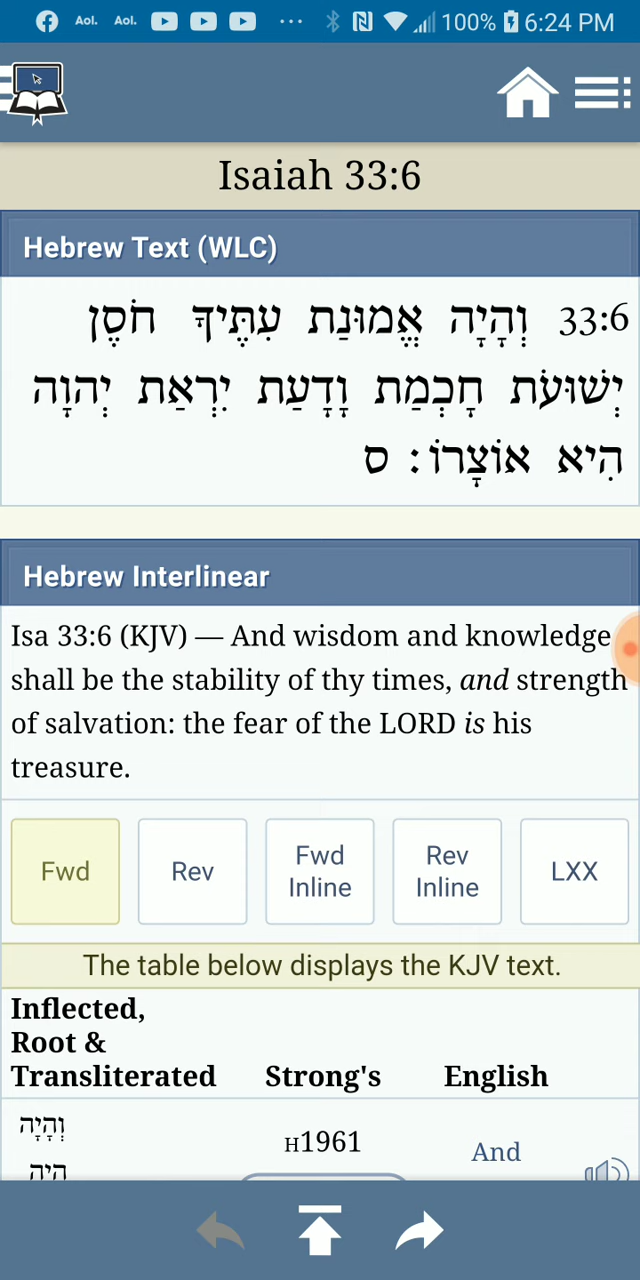 Aol. Aol. ... 100% 6:24 PM
Isaiah 33:6
Hebrew Text (WLC)
33:6 וְהָיָה אֱמוּנַת עִתֶּיךָ חֹסֶן
יְשׁוּעֹת חָכְמַת וָדָעַת יִרְאַת יְהוָה
הִיא אוֹצָרוֹ׃ ס
Hebrew Interlinear
Isa 33:6 (KJV) — And wisdom and knowledge
shall be the stability of thy times, and strength
of salvation: the fear of the LORD is his
treasure.
Fwd Rev Fwd Inline Rev Inline LXX
The table below displays the KJV text.
Inflected,
Root &
Transliterated Strong's English
וְהָיָה H1961 And
היה